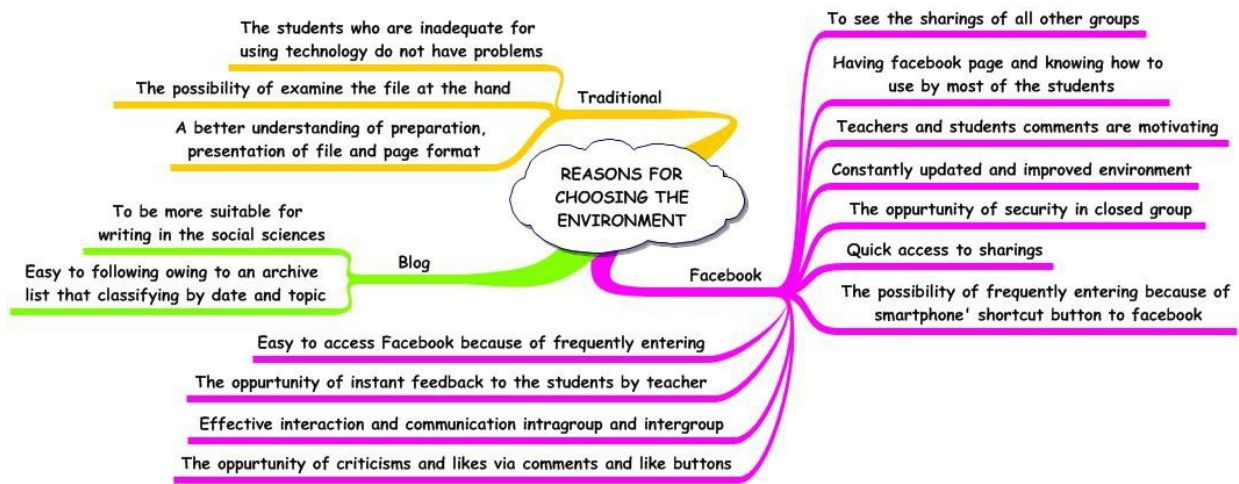 REASONS FOR
CHOOSING THE
ENVIRONMENT
Traditional
The students who are inadequate for
using technology do not have problems
The possibility of examine the file at the hand
A better understanding of preparation,
presentation of file and page format
Blog
To be more suitable for
writing in the social sciences
Easy to following owing to an archive
list that classifying by date and topic
Facebook
To see the sharings of all other groups
Having facebook page and knowing how to
use by most of the students
Teachers and students comments are motivating
Constantly updated and improved environment
The oppurtunity of security in closed group
Quick access to sharings
The possibility of frequently entering because of
smartphone' shortcut button to facebook
Easy to access Facebook because of frequently entering
The oppurtunity of instant feedback to the students by teacher
Effective interaction and communication intragroup and intergroup
The oppurtunity of criticisms and likes via comments and like buttons